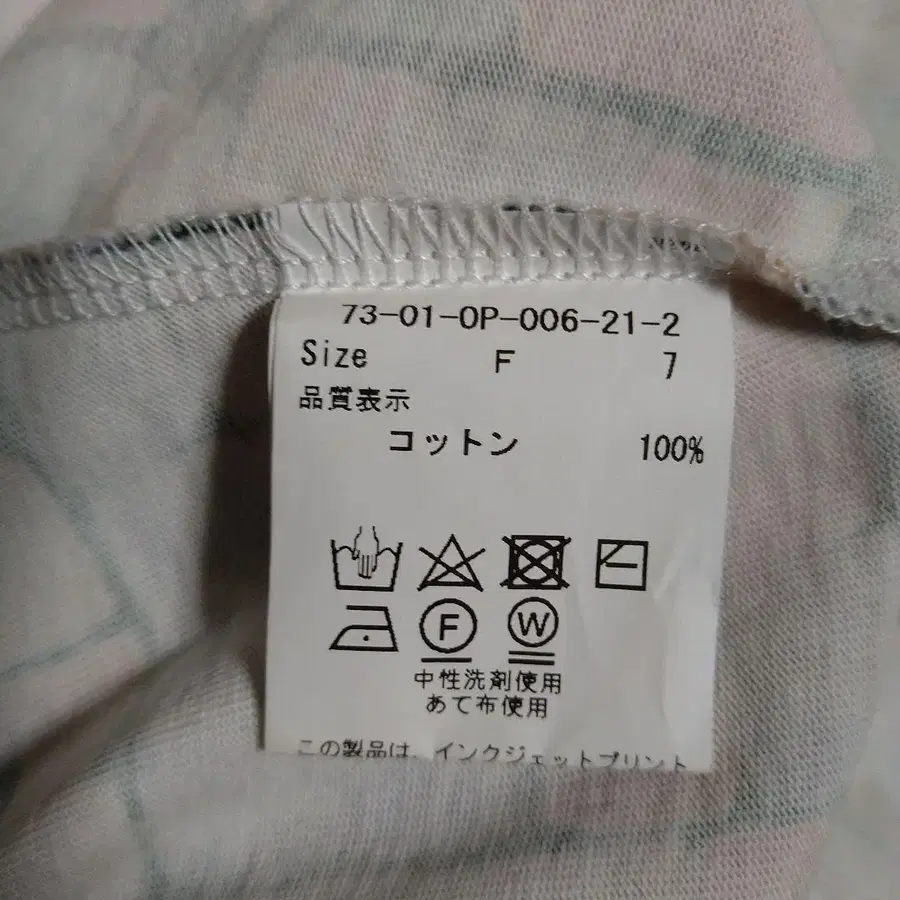 73-01-OP-006-21-2
Size F 7
品質表示
コットン 100%
F W
中性洗剤使用
あて布使用
この製品は、インクジェットプリント